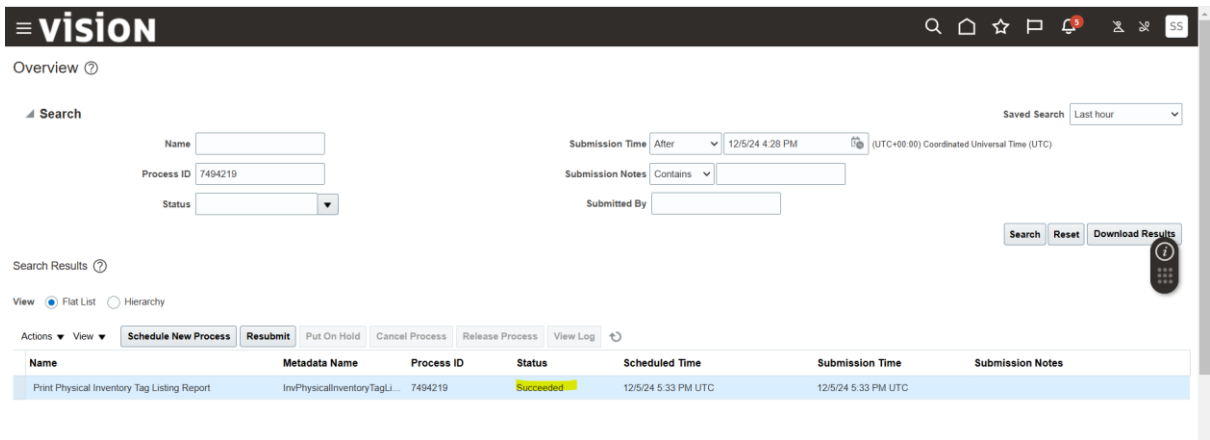 vision
5
SS
Overview
Search
Saved Search Last hour
Name
Submission Time After 12/5/24 4:28 PM (UTC+00:00) Coordinated Universal Time (UTC)
Process ID 7494219
Submission Notes Contains
Status
Submitted By
Search Reset Download Results
Search Results
View Flat List Hierarchy
Actions View Schedule New Process Resubmit Put On Hold Cancel Process Release Process View Log
Name Metadata Name Process ID Status Scheduled Time Submission Time Submission Notes
Print Physical Inventory Tag Listing Report InvPhysicalInventoryTagLi... 7494219 Succeeded 12/5/24 5:33 PM UTC 12/5/24 5:33 PM UTC